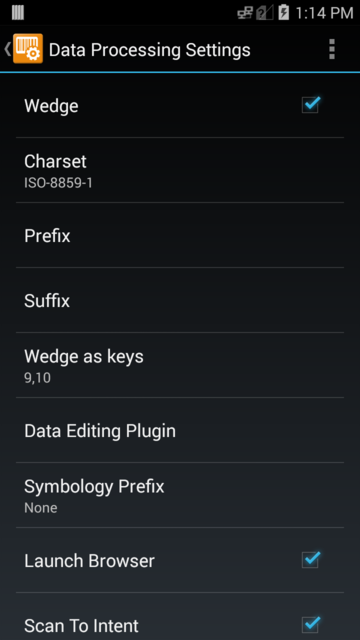 1:14 PM
Data Processing Settings
Wedge
Charset
ISO-8859-1
Prefix
Suffix
Wedge as keys
9,10
Data Editing Plugin
Symbology Prefix
None
Launch Browser
Scan To Intent